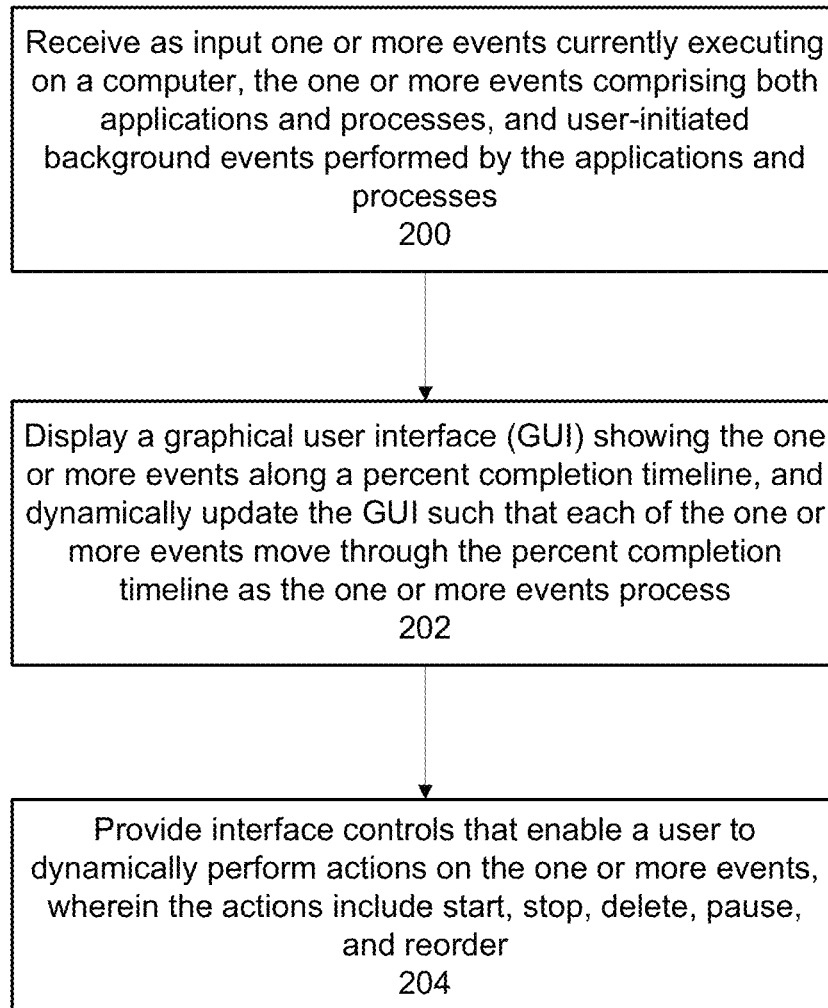 Receive as input one or more events currently executing
on a computer, the one or more events comprising both
applications and processes, and user-initiated
background events performed by the applications and
processes
200
Display a graphical user interface (GUI) showing the one
or more events along a percent completion timeline, and
dynamically update the GUI such that each of the one or
more events move through the percent completion
timeline as the one or more events process
202
Provide interface controls that enable a user to
dynamically perform actions on the one or more events,
wherein the actions include start, stop, delete, pause,
and reorder
204